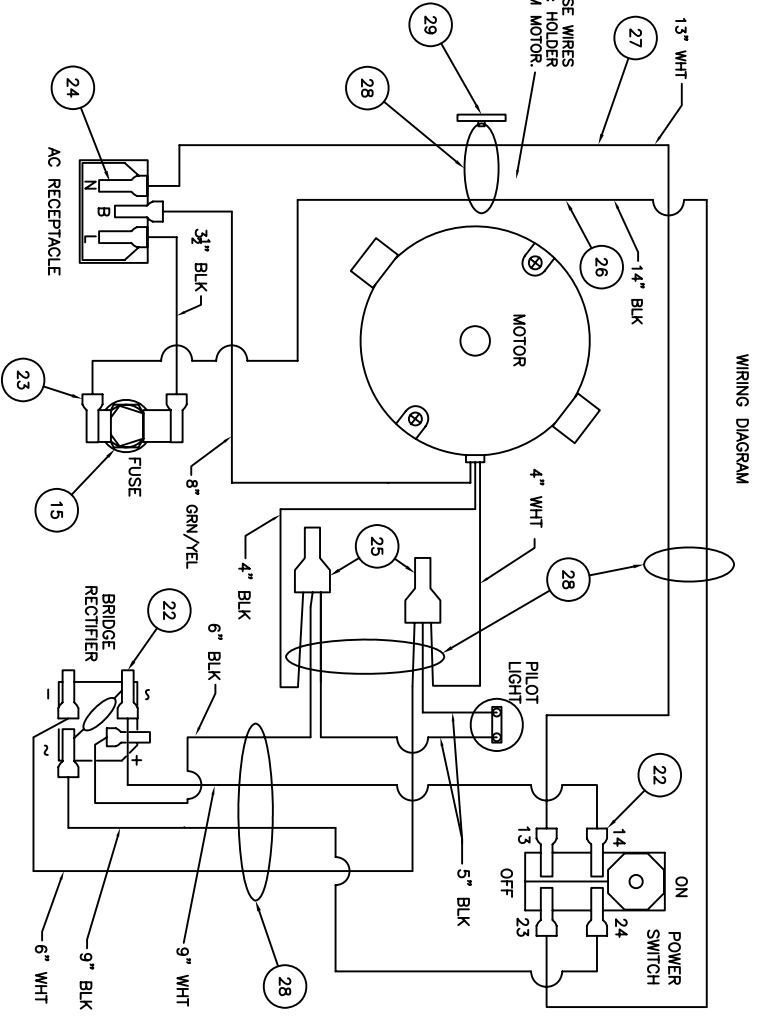 WIRING DIAGRAM
SE WIRES
HOLDER
M MOTOR.
29
28
27
13" WHT
24
N
B
L
AC RECEPTACLE
3½" BLK
26
14" BLK
MOTOR
23
FUSE
15
8" GRN/YEL
4" BLK
25
4" WHT
28
6" BLK
22
BRIDGE
RECTIFIER
~
+
–
~
PILOT
LIGHT
5" BLK
22
13
14
23
24
ON
OFF
POWER
SWITCH
28
9" WHT
9" BLK
6" WHT